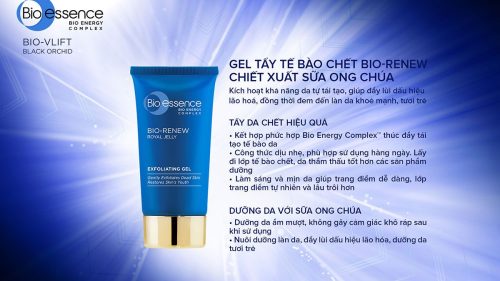 Bio essence
BIO ENERGY
COMPLEX
BIO-VLIFT
BLACK ORCHID
Bio essence
BIO ENERGY
COMPLEX
BIO-RENEW
ROYAL JELLY
EXFOLIATING GEL
Gently Exfoliates Dead Skin
Restores Skin's Youth
GEL TẨY TẾ BÀO CHẾT BIO-RENEW
CHIẾT XUẤT SỮA ONG CHÚA
Kích hoạt khả năng da tự tái tạo, giúp đẩy lùi dấu hiệu
lão hoá, đồng thời đem đến làn da khoẻ mạnh, tươi trẻ
TẨY DA CHẾT HIỆU QUẢ
• Kết hợp phức hợp Bio Energy Complex™ thúc đẩy tái
tạo tế bào da
• Công thức dịu nhẹ, phù hợp sử dụng hàng ngày. Lấy
đi lớp tế bào chết, da thẩm thấu tốt hơn các sản phẩm
dưỡng
• Làm sáng và mịn da giúp trang điểm dễ dàng, lớp
trang điểm tự nhiên và lâu trôi hơn
DƯỠNG DA VỚI SỮA ONG CHÚA
• Dưỡng da ẩm mượt, không gây cảm giác khô ráp sau
khi sử dụng
• Nuôi dưỡng làn da, đẩy lùi dấu hiệu lão hóa, dưỡng da
tươi trẻ